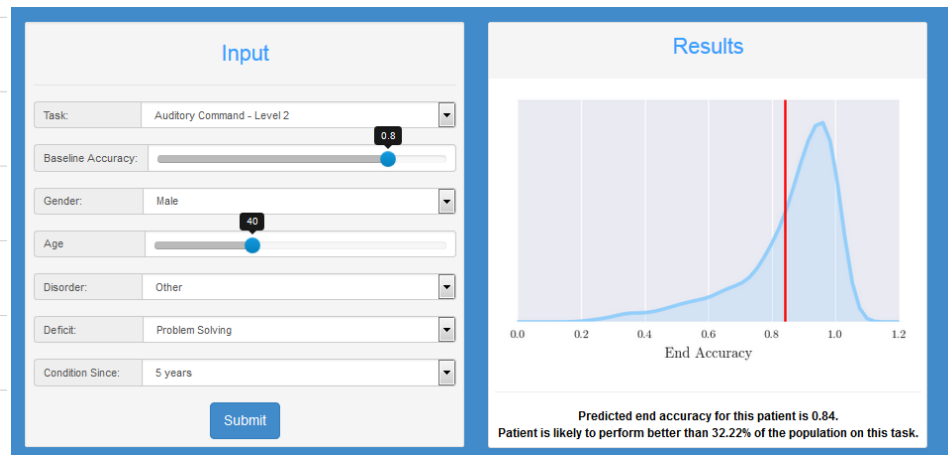 Input
Task: Auditory Command - Level 2
0.8
Baseline Accuracy:
Gender: Male
40
Age
Disorder: Other
Deficit: Problem Solving
Condition Since: 5 years
Submit
Results
0.0 0.2 0.4 0.6 0.8 1.0 1.2
End Accuracy
Predicted end accuracy for this patient is 0.84.
Patient is likely to perform better than 32.22% of the population on this task.